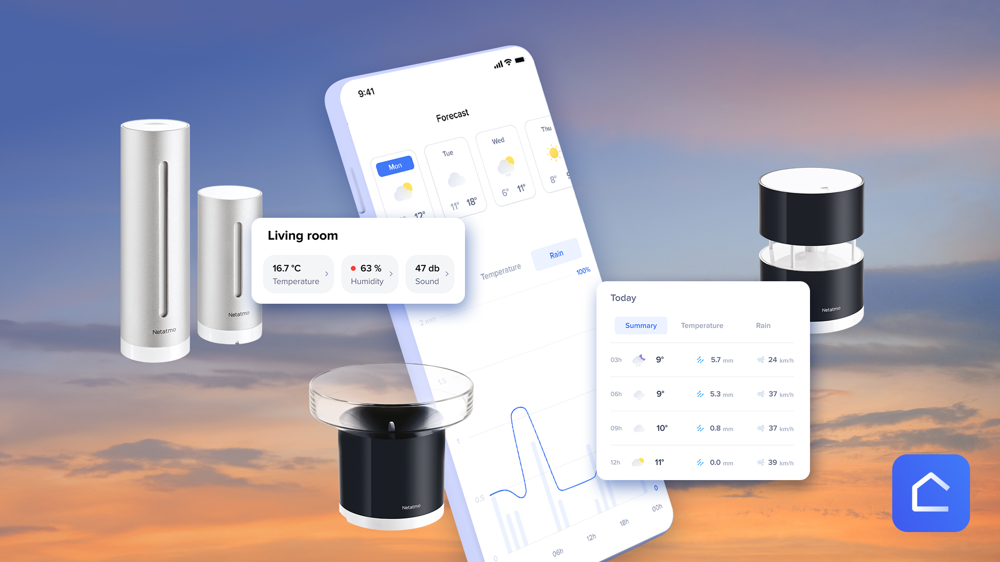 9:41
Forecast
Mon
Tue
Wed
Thu
12°
11° 18°
6° 11°
8°
Living room
16.7 °C
Temperature
63 %
Humidity
47 db
Sound
Temperature
Rain
100%
2 mm
1.5
1
0.5
0
0
06h
12h
18h
00h
Today
Summary Temperature Rain
03h 9° 5.7 mm 24 km/h
06h 9° 5.3 mm 37 km/h
09h 10° 0.8 mm 37 km/h
12h 11° 0.0 mm 39 km/h
Netatmo
Netatmo
Netatmo
Netatmo